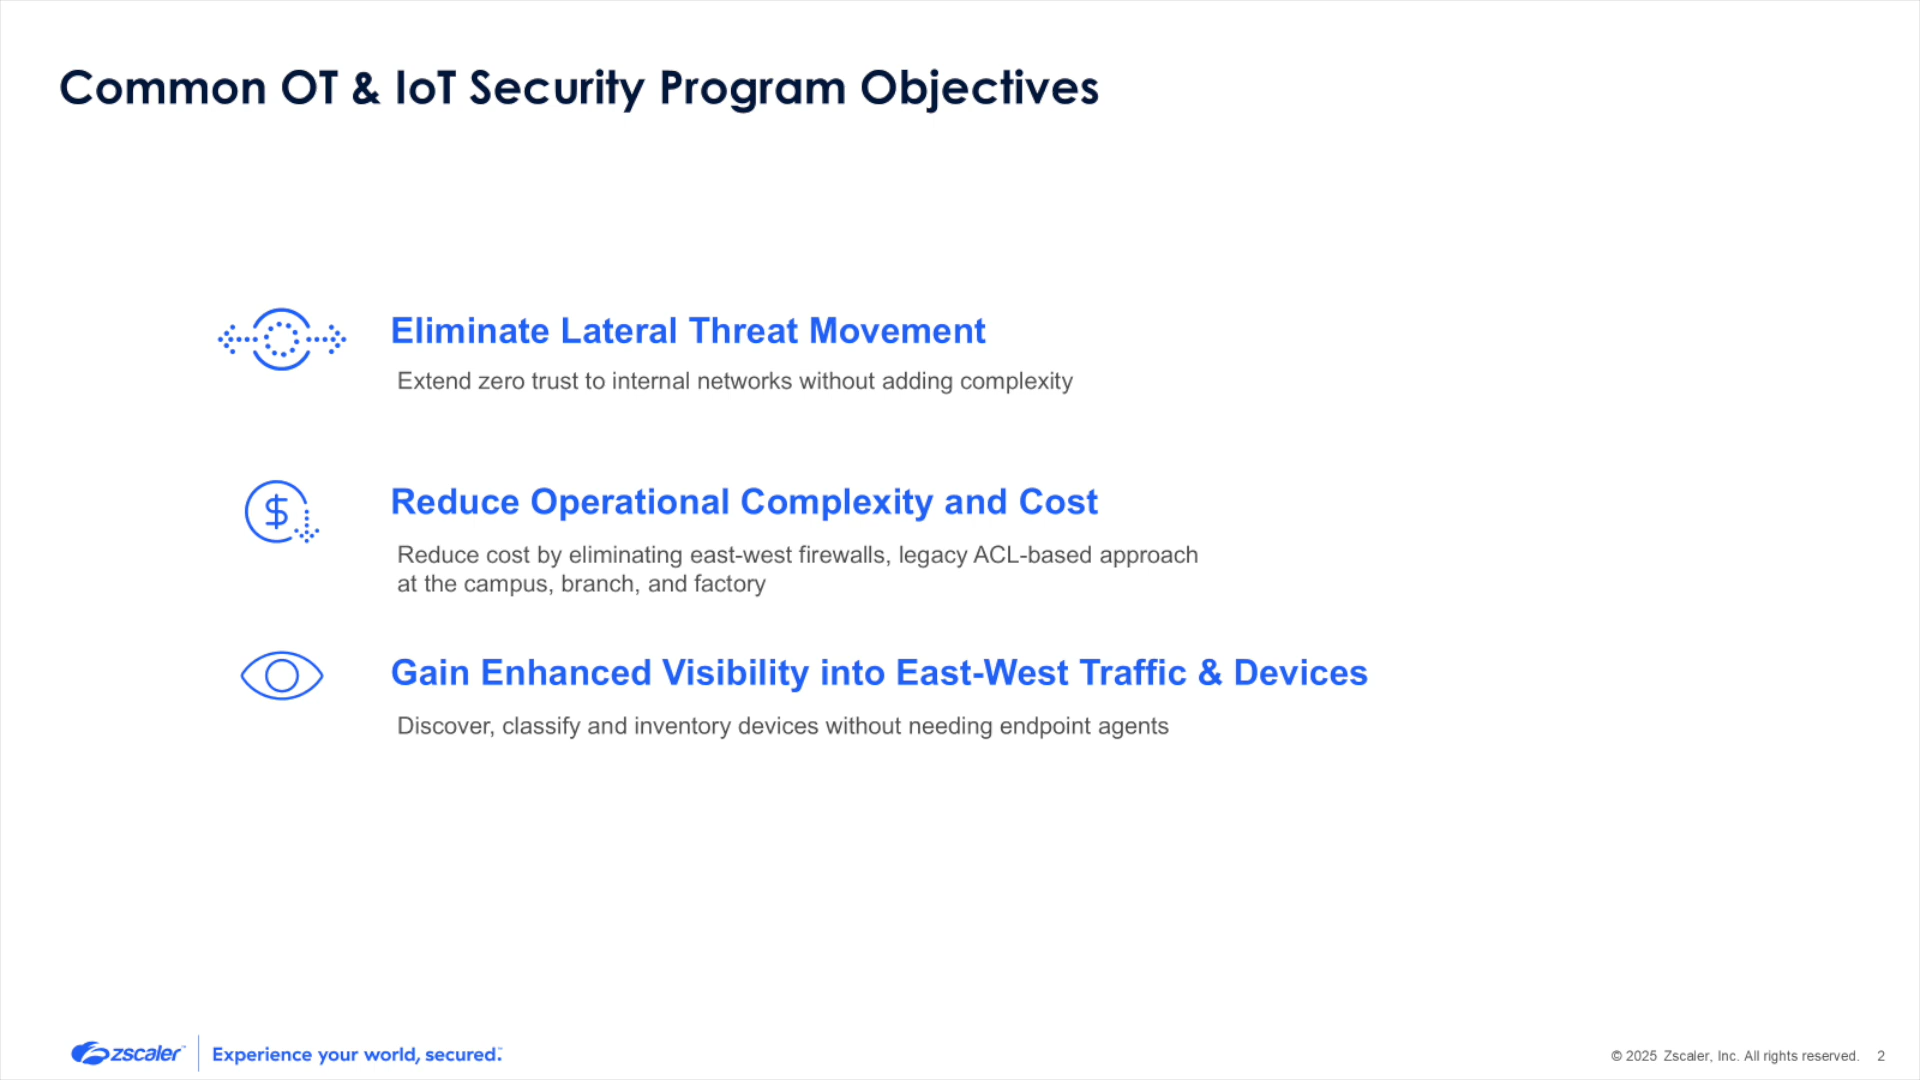 Common OT & IoT Security Program Objectives
Eliminate Lateral Threat Movement
Extend zero trust to internal networks without adding complexity
$
Reduce Operational Complexity and Cost
Reduce cost by eliminating east-west firewalls, legacy ACL-based approach
at the campus, branch, and factory
Gain Enhanced Visibility into East-West Traffic & Devices
Discover, classify and inventory devices without needing endpoint agents
zscaler™ Experience your world, secured.™
© 2025 Zscaler, Inc. All rights reserved. 2